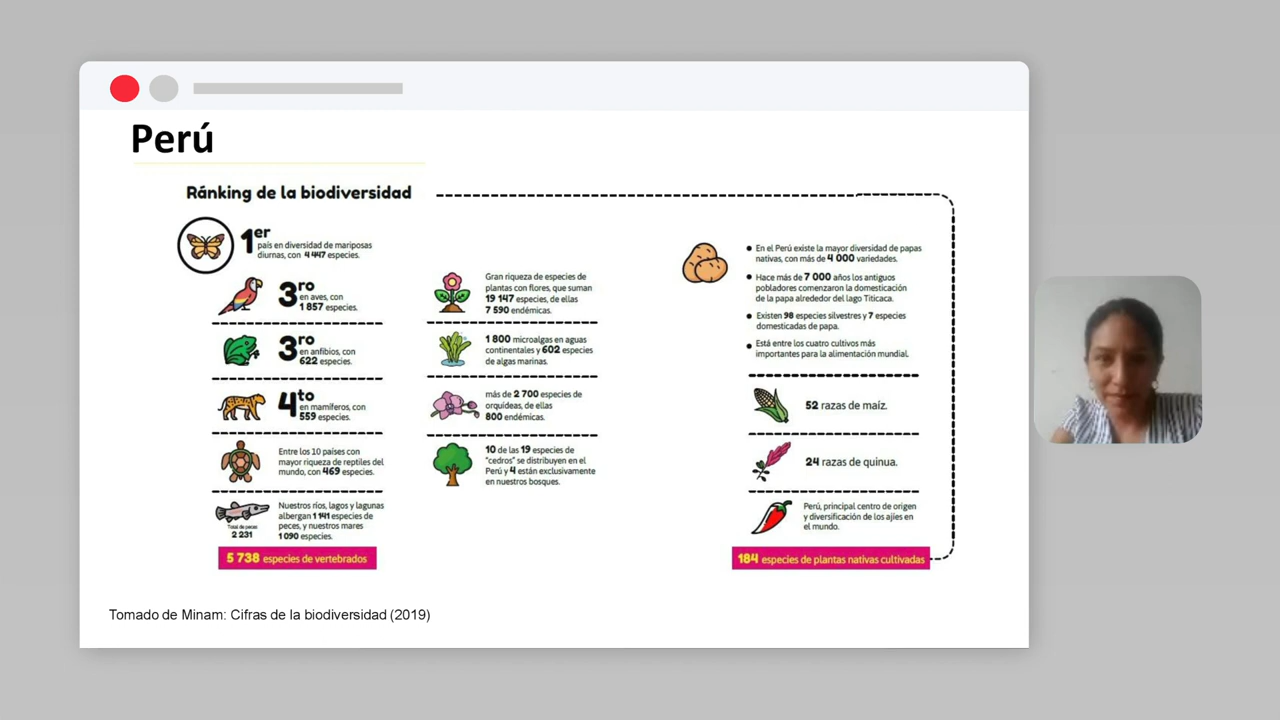 Perú
Ránking de la biodiversidad
1er
país en diversidad de mariposas
diurnas, con 4 447 especies.
3ro
en aves, con
1 857 especies.
3ro
en anfibios, con
622 especies.
4to
en mamíferos, con
559 especies.
Entre los 10 países con
mayor riqueza de reptiles del
mundo, con 469 especies.
Total de peces
2 231
Nuestros ríos, lagos y lagunas
albergan 1 141 especies de
peces, y nuestros mares
1 090 especies.
5 738 especies de vertebrados
Gran riqueza de especies de
plantas con flores, que suman
19 147 especies, de ellas
7 590 endémicas.
1 800 microalgas en aguas
continentales y 602 especies
de algas marinas.
más de 2 700 especies de
orquídeas, de ellas
800 endémicas.
10 de las 19 especies de
"cedros" se distribuyen en el
Perú y 4 están exclusivamente
en nuestros bosques.
En el Perú existe la mayor diversidad de papas
nativas, con más de 4 000 variedades.
Hace más de 7 000 años los antiguos
pobladores comenzaron la domesticación
de la papa alrededor del lago Titicaca.
Existen 98 especies silvestres y 7 especies
domesticadas de papa.
Está entre los cuatro cultivos más
importantes para la alimentación mundial.
52 razas de maíz.
24 razas de quinua.
Perú, principal centro de origen
y diversificación de los ajíes en
el mundo.
184 especies de plantas nativas cultivadas
Tomado de Minam: Cifras de la biodiversidad (2019)